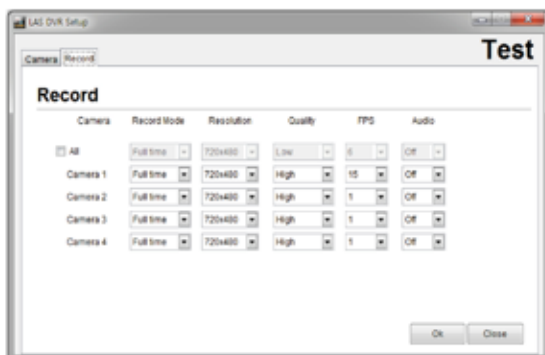 LAS DVR Setup
Test
Camera Record
Record
Camera Record Mode Resolution Quality FPS Audio
All Full time 720x480 Low 6 Off
Camera 1 Full time 720x480 High 15 Off
Camera 2 Full time 720x480 High 1 Off
Camera 3 Full time 720x480 High 1 Off
Camera 4 Full time 720x480 High 1 Off
Ok Close